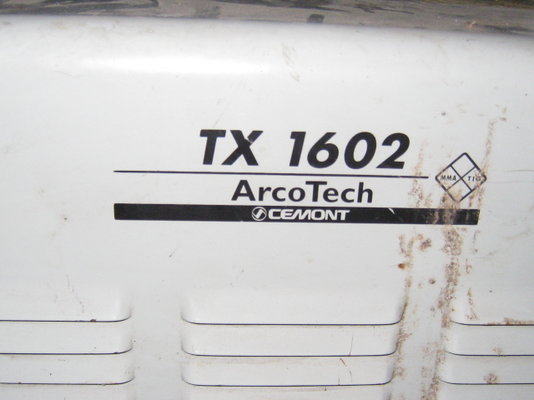 TX 1602
MMA TIG
ArcoTech
CEMONT